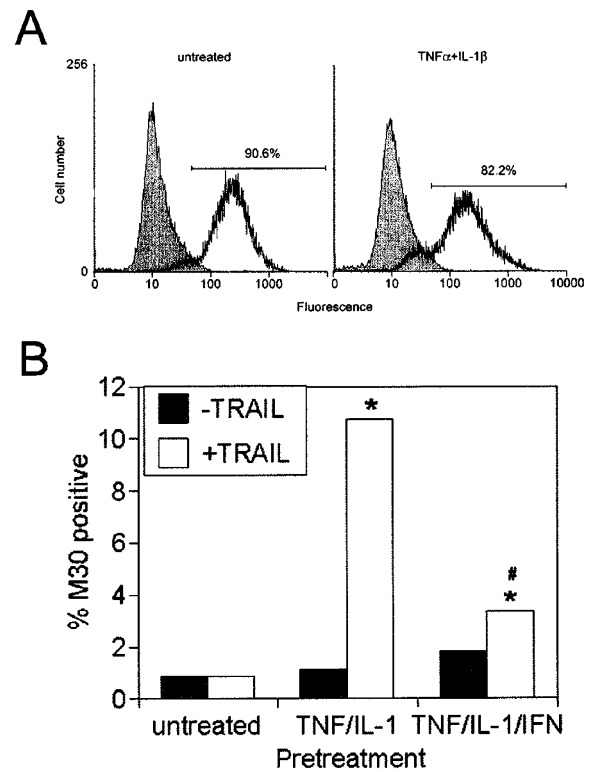 A
untreated
TNFα+IL-1β
256
Cell number
0
90.6%
82.2%
0 10 100 1000 0 10 100 1000 10000
Fluorescence
B
12
10
8
6
4
2
0
% M30 positive
-TRAIL
+TRAIL
*
#
*
untreated TNF/IL-1 TNF/IL-1/IFN
Pretreatment